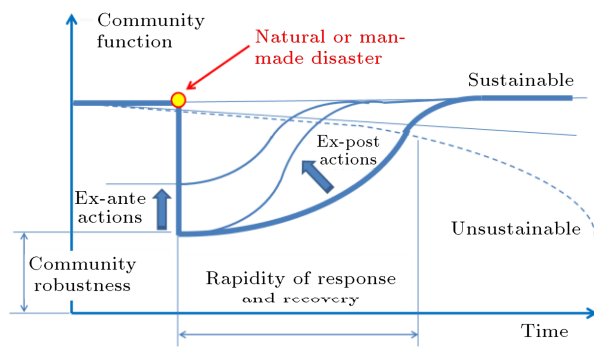 Community
function
Natural or man-
made disaster
Sustainable
Ex-post
actions
Ex-ante
actions
Unsustainable
Community
robustness
Rapidity of response
and recovery
Time